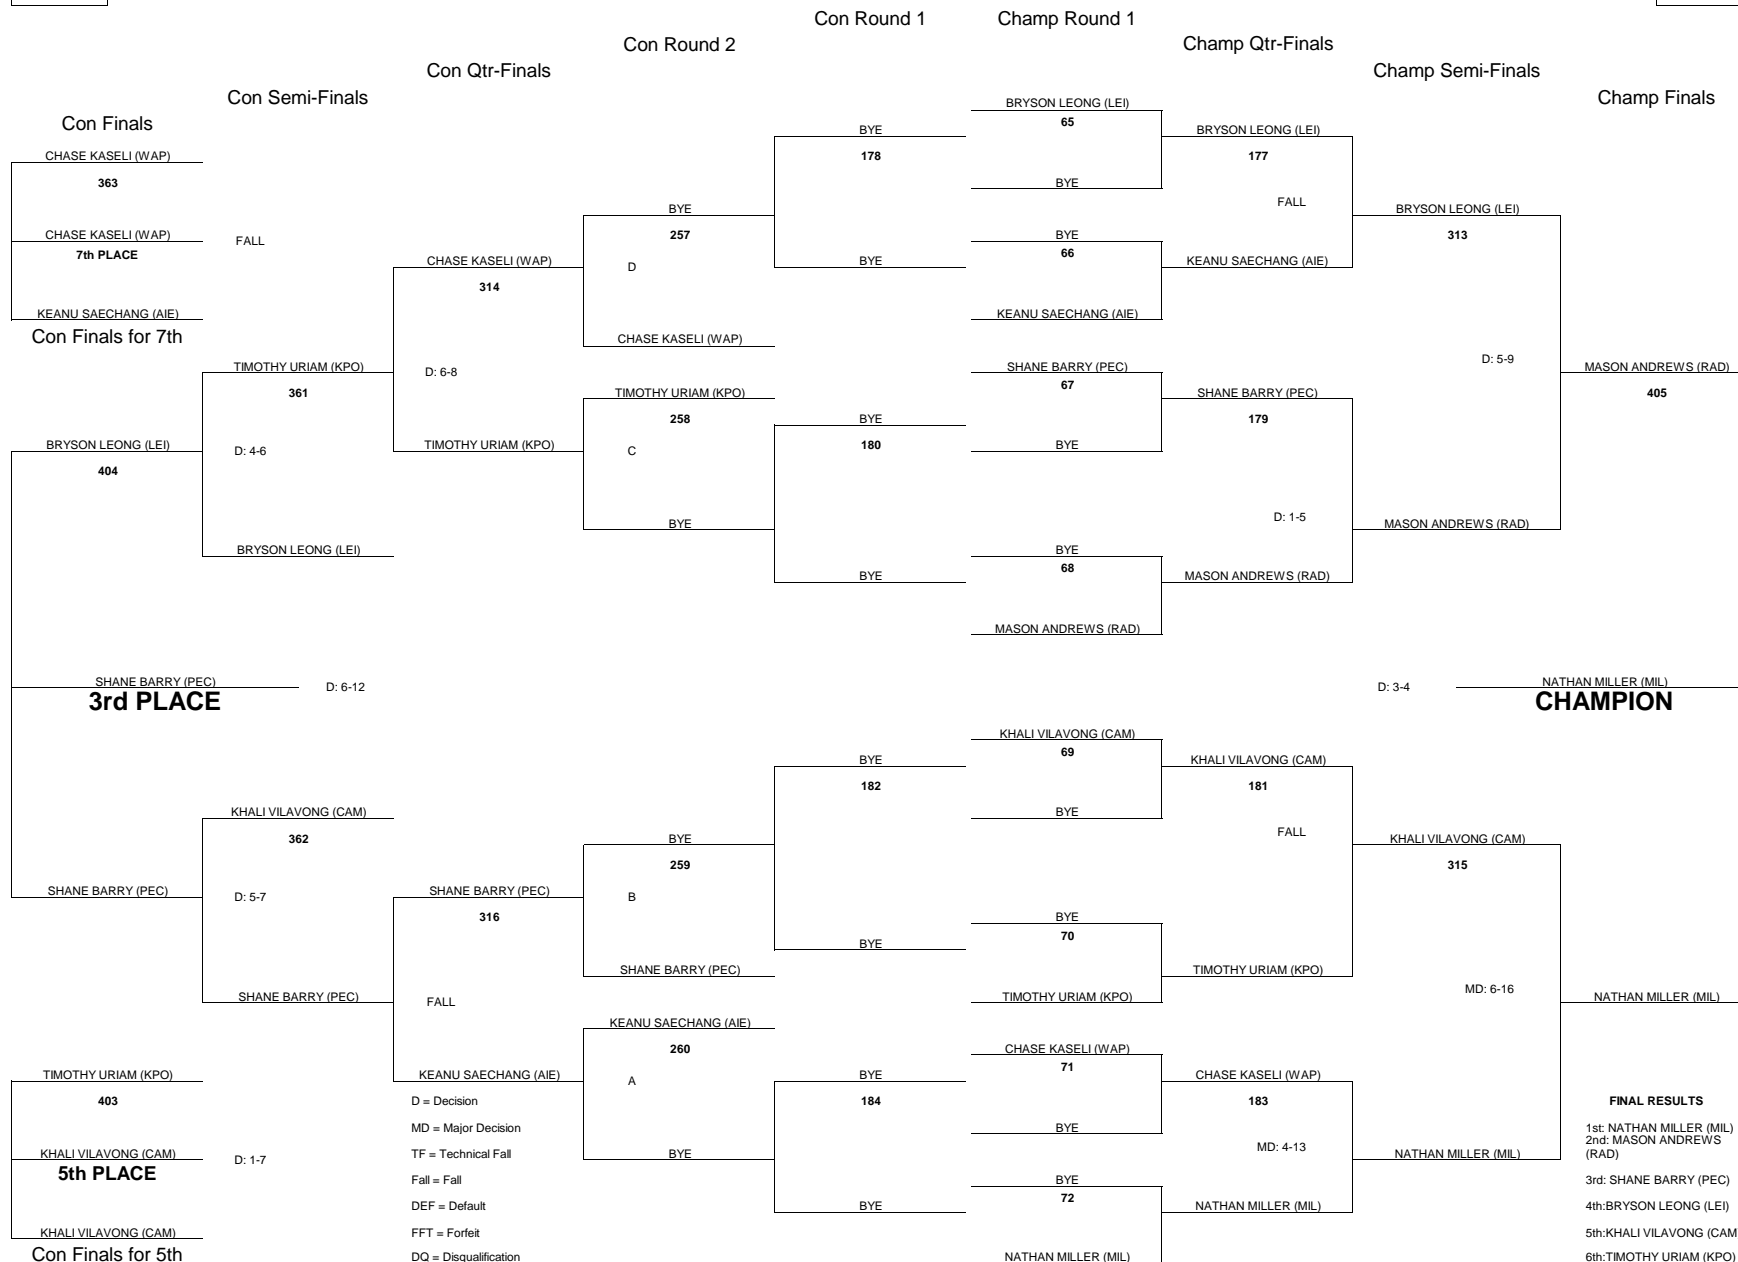 Con Round 1
Champ Round 1
Con Round 2
Champ Qtr-Finals
Con Qtr-Finals
Champ Semi-Finals
Con Semi-Finals
Champ Finals
Con Finals
CHASE KASELI (WAP)
363
CHASE KASELI (WAP)
7th PLACE
KEANU SAECHANG (AIE)
Con Finals for 7th
FALL
BRYSON LEONG (LEI)
404
SHANE BARRY (PEC)
3rd PLACE
D: 6-12
SHANE BARRY (PEC)
TIMOTHY URIAM (KPO)
403
KHALI VILAVONG (CAM)
5th PLACE
D: 1-7
KHALI VILAVONG (CAM)
Con Finals for 5th
TIMOTHY URIAM (KPO)
361
D: 4-6
BRYSON LEONG (LEI)
KHALI VILAVONG (CAM)
362
D: 5-7
SHANE BARRY (PEC)
CHASE KASELI (WAP)
314
D: 6-8
TIMOTHY URIAM (KPO)
SHANE BARRY (PEC)
316
FALL
KEANU SAECHANG (AIE)
D = Decision
MD = Major Decision
TF = Technical Fall
Fall = Fall
DEF = Default
FFT = Forfeit
DQ = Disqualification
BYE
257
D
CHASE KASELI (WAP)
TIMOTHY URIAM (KPO)
258
C
BYE
BYE
259
B
SHANE BARRY (PEC)
KEANU SAECHANG (AIE)
260
A
BYE
BYE
178
BYE
BYE
180
BYE
BYE
182
BYE
BYE
184
BYE
BRYSON LEONG (LEI)
65
BYE
BYE
66
KEANU SAECHANG (AIE)
SHANE BARRY (PEC)
67
BYE
BYE
68
MASON ANDREWS (RAD)
KHALI VILAVONG (CAM)
69
BYE
BYE
70
TIMOTHY URIAM (KPO)
CHASE KASELI (WAP)
71
BYE
BYE
72
NATHAN MILLER (MIL)
BRYSON LEONG (LEI)
177
FALL
KEANU SAECHANG (AIE)
SHANE BARRY (PEC)
179
D: 1-5
MASON ANDREWS (RAD)
KHALI VILAVONG (CAM)
181
FALL
TIMOTHY URIAM (KPO)
CHASE KASELI (WAP)
183
MD: 4-13
NATHAN MILLER (MIL)
BRYSON LEONG (LEI)
313
D: 5-9
MASON ANDREWS (RAD)
KHALI VILAVONG (CAM)
315
MD: 6-16
NATHAN MILLER (MIL)
MASON ANDREWS (RAD)
405
D: 3-4
NATHAN MILLER (MIL)
CHAMPION
NATHAN MILLER (MIL)
FINAL RESULTS
1st: NATHAN MILLER (MIL)
2nd: MASON ANDREWS
(RAD)
3rd: SHANE BARRY (PEC)
4th:BRYSON LEONG (LEI)
5th:KHALI VILAVONG (CAM
6th:TIMOTHY URIAM (KPO)